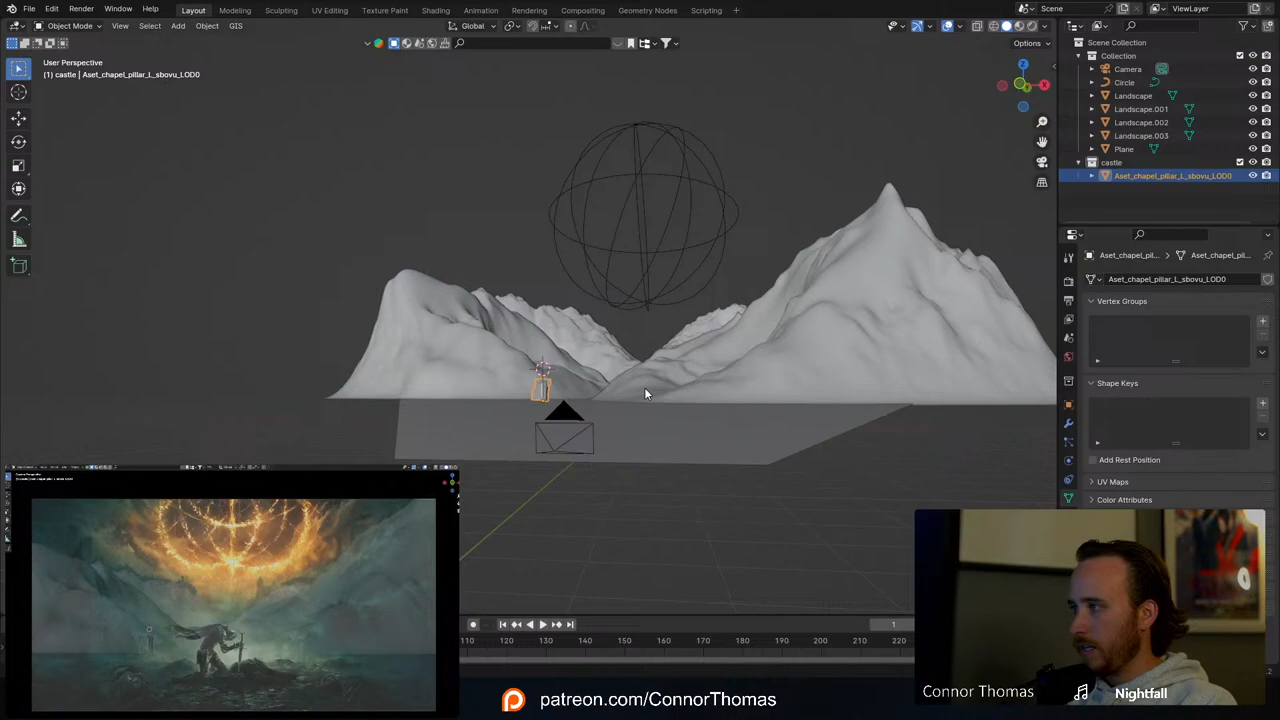 File Edit Render Window Help Layout Modeling Sculpting UV Editing Texture Paint Shading Animation Rendering Compositing Geometry Nodes Scripting Scene ViewLayer
Object Mode View Select Add Object GIS Global
Options
User Perspective
(1) castle | Aset_chapel_pillar_L_sbovu_LOD0
Scene Collection
Collection
Camera
Circle
Landscape
Landscape.001
Landscape.002
Landscape.003
Plane
castle
Aset_chapel_pillar_L_sbovu_LOD0
Aset_chapel_pil... Aset_chapel_pil...
Aset_chapel_pillar_L_sbovu_LOD0
Vertex Groups
Shape Keys
Add Rest Position
UV Maps
Color Attributes
X
Y
Z
1
110 120 130 140 150 160 170 180 190 200 210 220
patreon.com/ConnorThomas
Connor Thomas
Nightfall